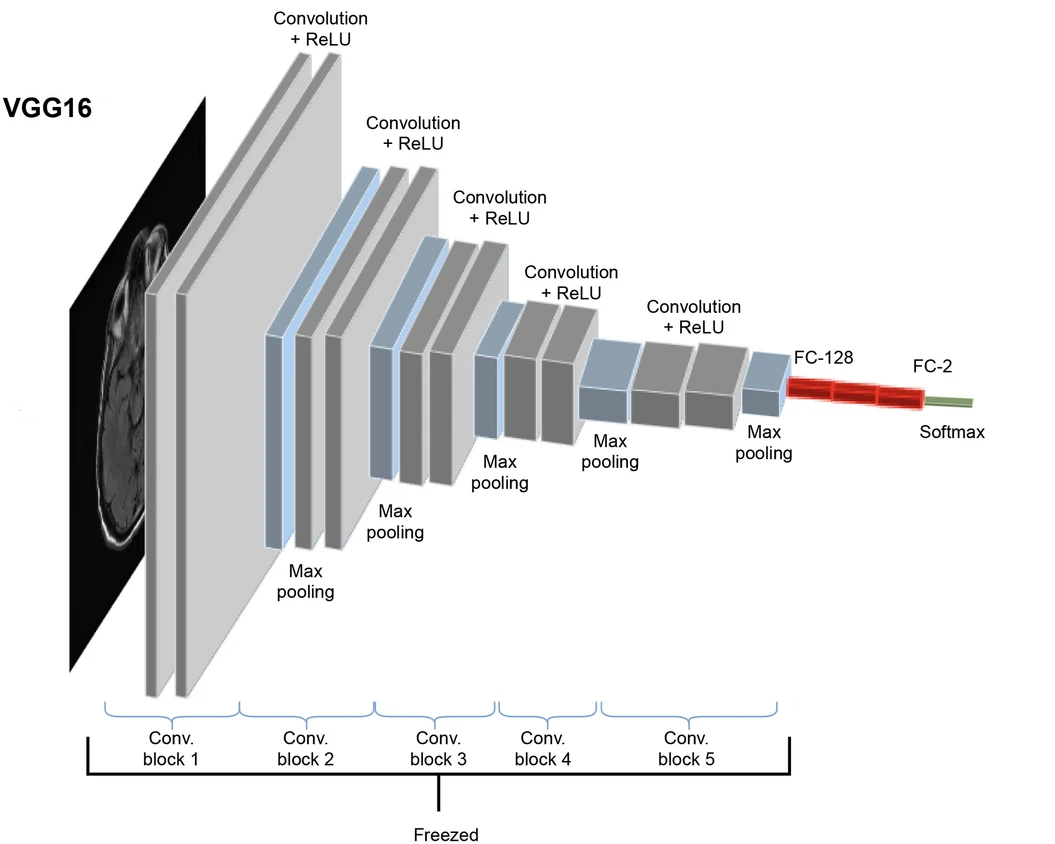 Convolution
+ ReLU
VGG16
Convolution
+ ReLU
Convolution
+ ReLU
Convolution
+ ReLU
Convolution
+ ReLU
FC-128
FC-2
Softmax
Max
pooling
Max
pooling
Max
pooling
Max
pooling
Max
pooling
Conv.
block 1
Conv.
block 2
Conv.
block 3
Conv.
block 4
Conv.
block 5
Freezed